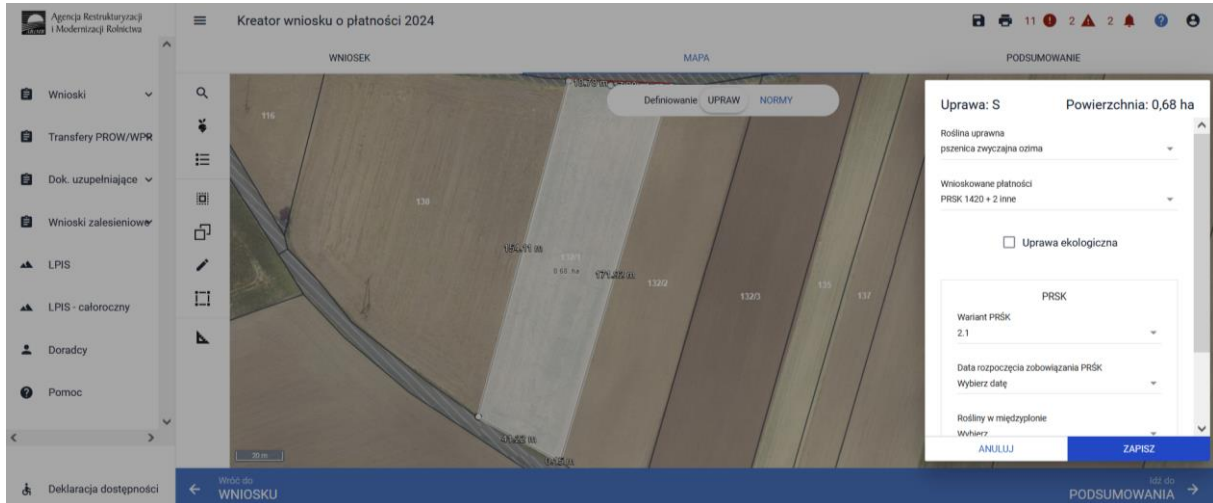 Agencja Restrukturyzacji
i Modernizacji Rolnictwa
Kreator wniosku o płatności 2024
11 2 2
WNIOSEK
MAPA
PODSUMOWANIE
Wnioski
Transfery PROW/WPR
Dok. uzupełniające
Wnioski zalesieniowe
LPIS
LPIS - całoroczny
Doradcy
Pomoc
Deklaracja dostępności
Definiowanie UPRAW NORMY
116
136
0.68 ha
132/2
132/3
135
137
20 m
Uprawa: S
Powierzchnia: 0,68 ha
Roślina uprawna
pszenica zwyczajna ozima
Wnioskowane płatności
PRSK 1420 + 2 inne
Uprawa ekologiczna
PRSK
Wariant PRŚK
2.1
Data rozpoczęcia zobowiązania PRŚK
Wybierz datę
Rośliny w międzyplonie
Wybierz
ANULUJ
ZAPISZ
Wróć do
WNIOSKU
Idź do
PODSUMOWANIA